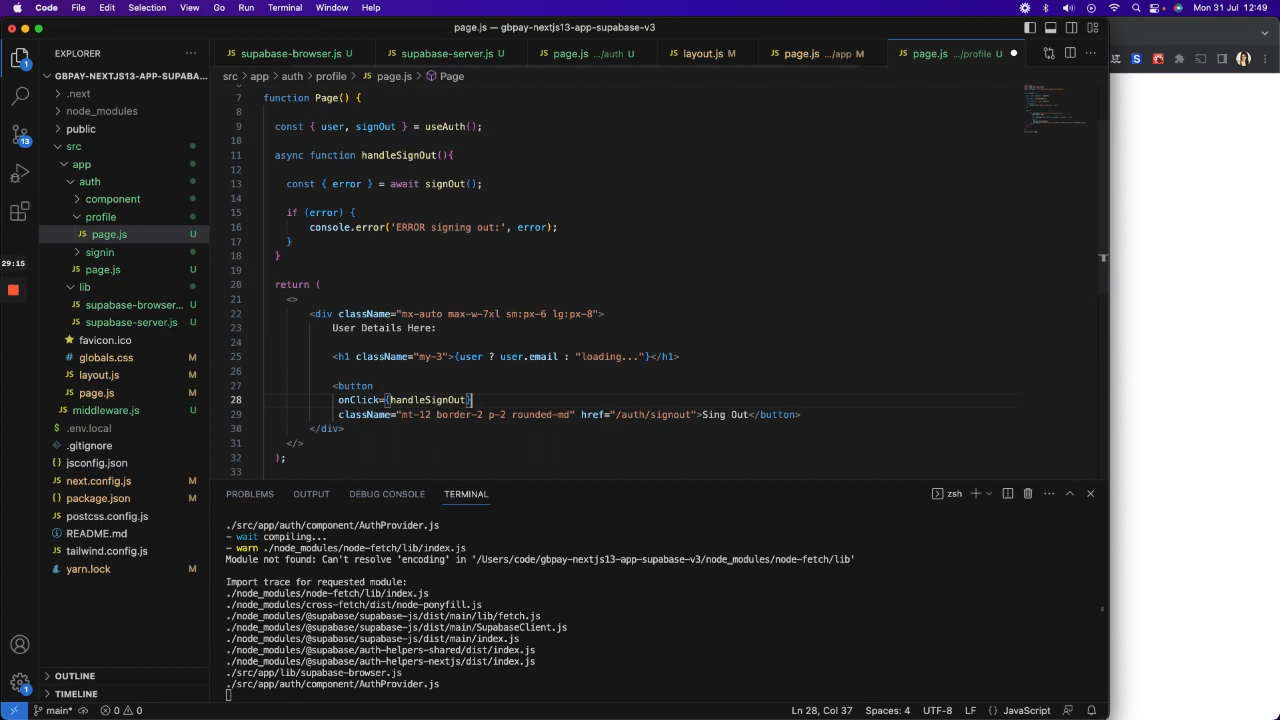 Code File Edit Selection View Go Run Terminal Window Help Mon 31 Jul 12:49
page.js — gbpay-nextjs13-app-supabase-v3
EXPLORER
supabase-browser.js U
supabase-server.js U
page.js .../auth U
layout.js M
page.js .../app M
page.js .../profile U
GBPAY-NEXTJS13-APP-SUPABA...
src > app > auth > profile > page.js > Page
.next
node_modules
public
src
app
auth
component
profile
page.js U
signin
page.js U
lib
supabase-browser... U
supabase-server.js U
favicon.ico
globals.css M
layout.js M
page.js M
middleware.js U
.env.local
.gitignore
jsconfig.json
next.config.js M
package.json M
postcss.config.js
README.md
tailwind.config.js
yarn.lock M
OUTLINE
TIMELINE
1
13
29:15
1
7 function Page() {
8
9 const { user, signOut } = useAuth();
10
11 async function handleSignOut(){
12
13 const { error } = await signOut();
14
15 if (error) {
16 console.error('ERROR signing out:', error);
17 }
18 }
19
20 return (
21 <>
22 <div className="mx-auto max-w-7xl sm:px-6 lg:px-8">
23 User Details Here:
24
25 <h1 className="my-3">{user ? user.email : "loading..."}</h1>
26
27 <button
28 onClick={handleSignOut}
29 className="mt-12 border-2 p-2 rounded-md" href="/auth/signout">Sing Out</button>
30 </div>
31 </>
32 );
33
PROBLEMS OUTPUT DEBUG CONSOLE TERMINAL zsh
./src/app/auth/component/AuthProvider.js
- wait compiling...
- warn ./node_modules/node-fetch/lib/index.js
Module not found: Can't resolve 'encoding' in '/Users/code/gbpay-nextjs13-app-supabase-v3/node_modules/node-fetch/lib'
Import trace for requested module:
./node_modules/node-fetch/lib/index.js
./node_modules/cross-fetch/dist/node-ponyfill.js
./node_modules/@supabase/supabase-js/dist/main/lib/fetch.js
./node_modules/@supabase/supabase-js/dist/main/SupabaseClient.js
./node_modules/@supabase/supabase-js/dist/main/index.js
./node_modules/@supabase/auth-helpers-shared/dist/index.js
./node_modules/@supabase/auth-helpers-nextjs/dist/index.js
./src/app/lib/supabase-browser.js
./src/app/auth/component/AuthProvider.js
main* 0 0 Ln 28, Col 37 Spaces: 4 UTF-8 LF {} JavaScript